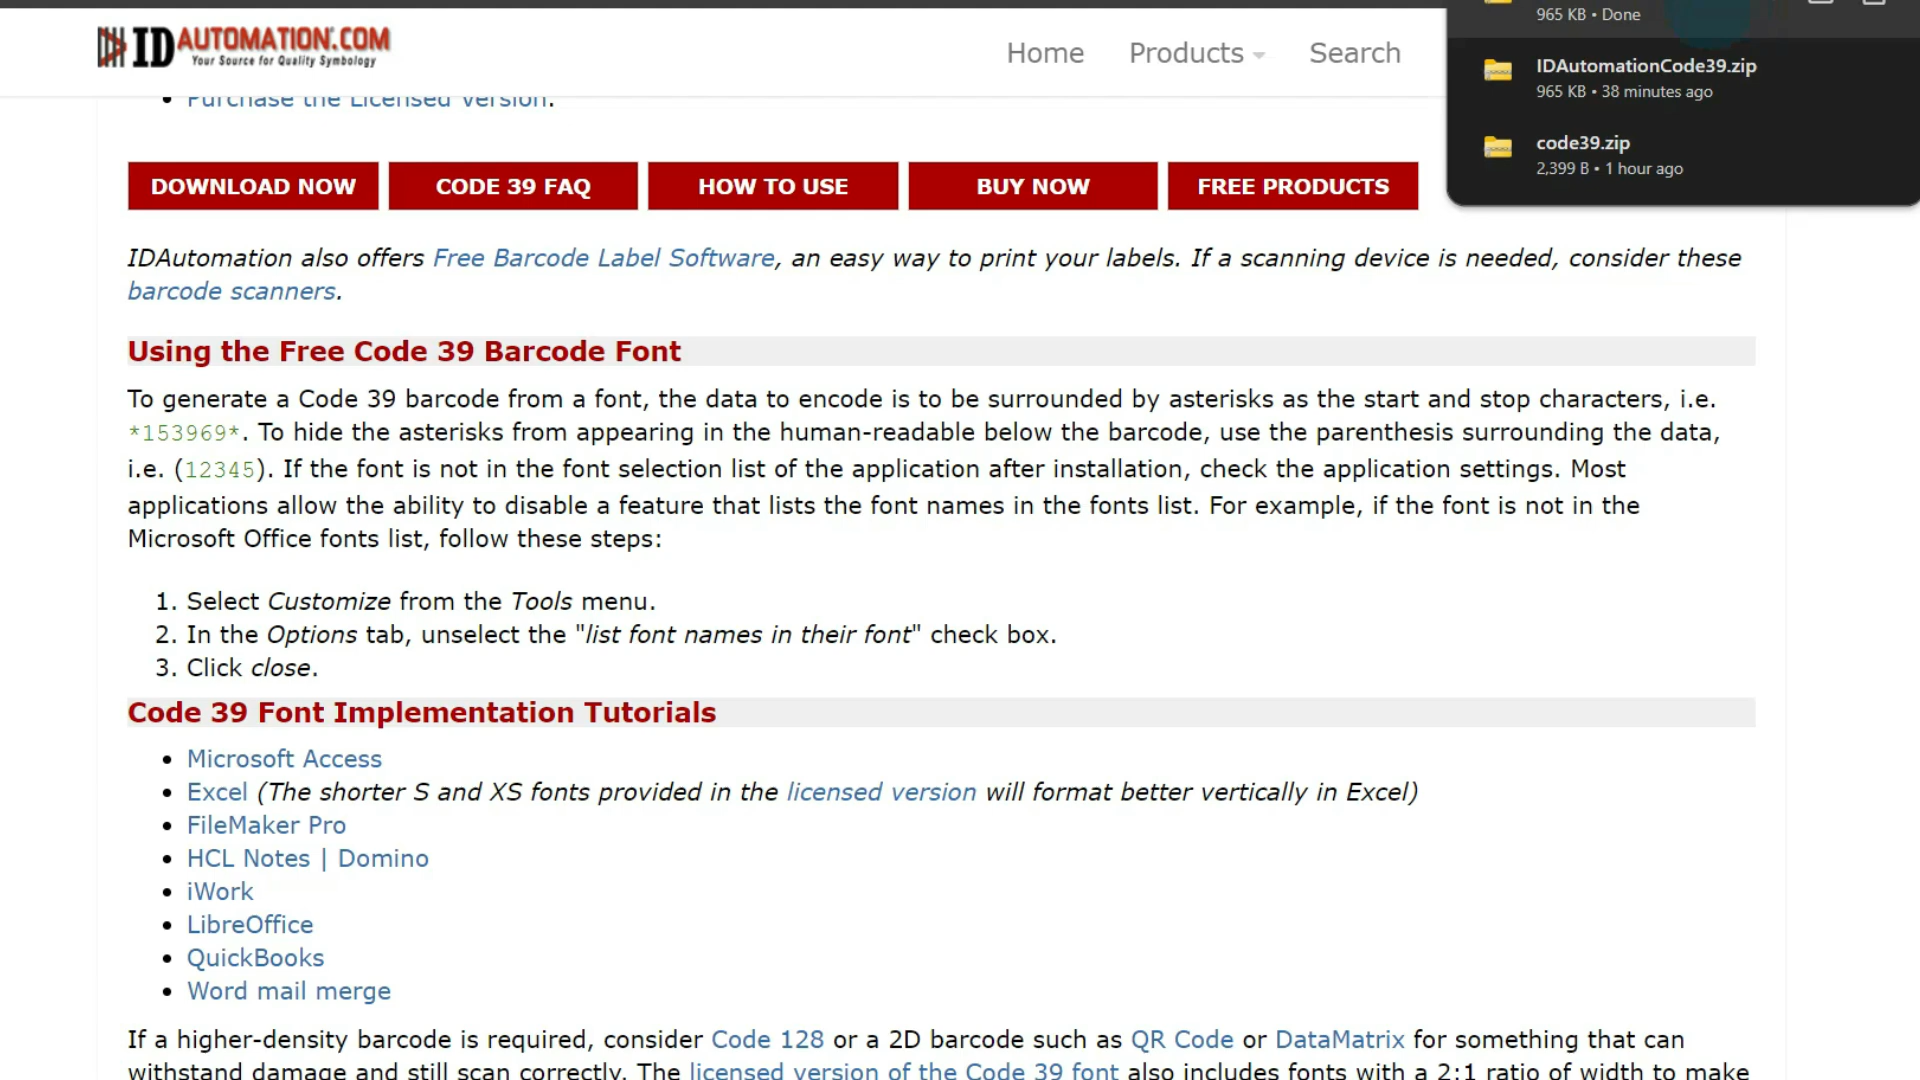 IDAUTOMATION.COM
Your Source for Quality Symbology
Home
Products
Search
965 KB • Done
IDAutomationCode39.zip
965 KB • 38 minutes ago
code39.zip
2,399 B • 1 hour ago
Purchase the Licensed Version.
DOWNLOAD NOW
CODE 39 FAQ
HOW TO USE
BUY NOW
FREE PRODUCTS
IDAutomation also offers Free Barcode Label Software, an easy way to print your labels. If a scanning device is needed, consider these
barcode scanners.
Using the Free Code 39 Barcode Font
To generate a Code 39 barcode from a font, the data to encode is to be surrounded by asterisks as the start and stop characters, i.e.
*153969*. To hide the asterisks from appearing in the human-readable below the barcode, use the parenthesis surrounding the data,
i.e. (12345). If the font is not in the font selection list of the application after installation, check the application settings. Most
applications allow the ability to disable a feature that lists the font names in the fonts list. For example, if the font is not in the
Microsoft Office fonts list, follow these steps:
1. Select Customize from the Tools menu.
2. In the Options tab, unselect the "list font names in their font" check box.
3. Click close.
Code 39 Font Implementation Tutorials
• Microsoft Access
• Excel (The shorter S and XS fonts provided in the licensed version will format better vertically in Excel)
• FileMaker Pro
• HCL Notes | Domino
• iWork
• LibreOffice
• QuickBooks
• Word mail merge
If a higher-density barcode is required, consider Code 128 or a 2D barcode such as QR Code or DataMatrix for something that can
withstand damage and still scan correctly. The licensed version of the Code 39 font also includes fonts with a 2:1 ratio of width to make